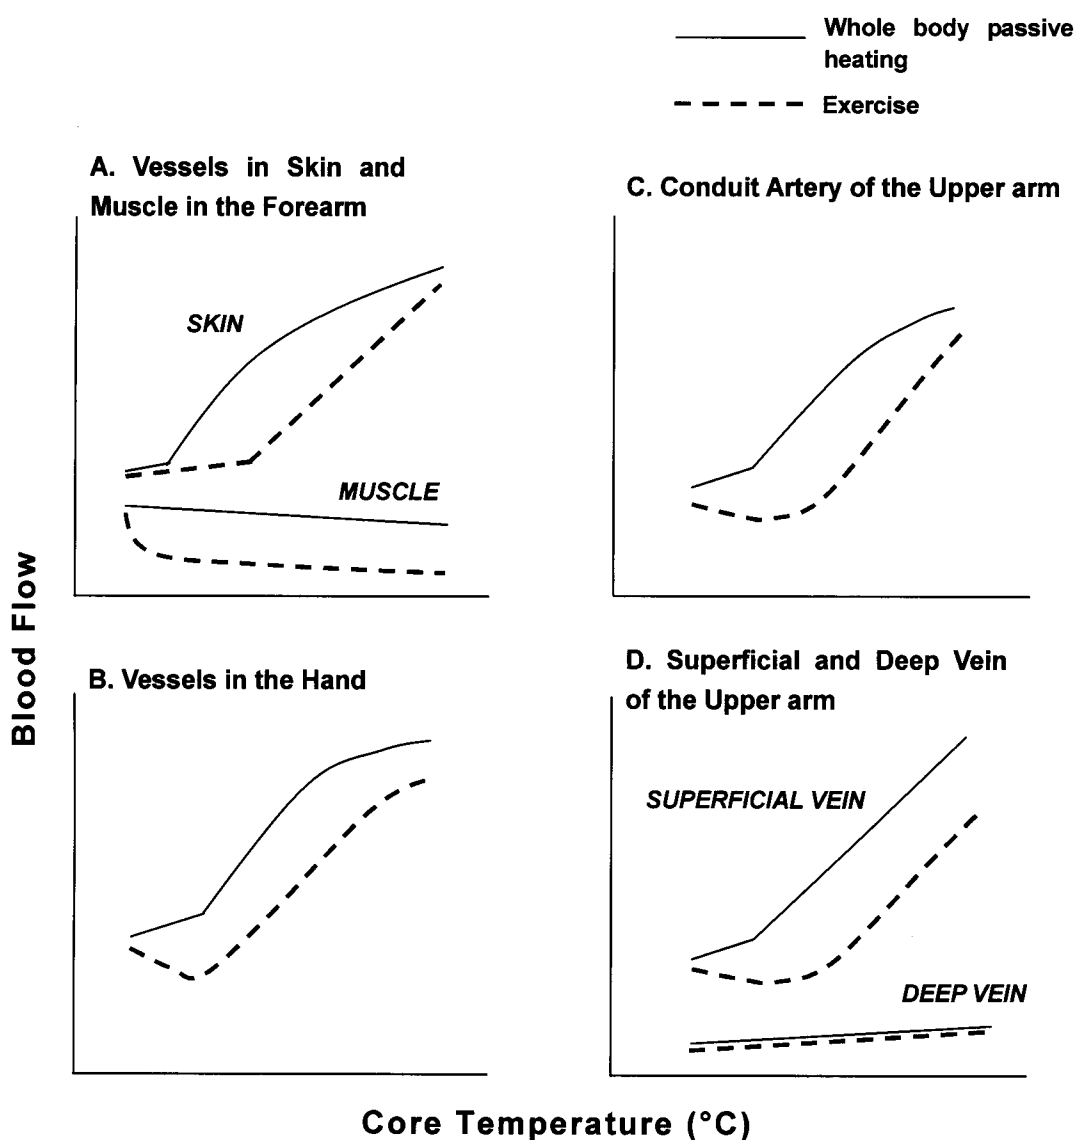 Whole body passive
heating
Exercise
A. Vessels in Skin and
Muscle in the Forearm
SKIN
MUSCLE
C. Conduit Artery of the Upper arm
Blood Flow
B. Vessels in the Hand
D. Superficial and Deep Vein
of the Upper arm
SUPERFICIAL VEIN
DEEP VEIN
Core Temperature (°C)